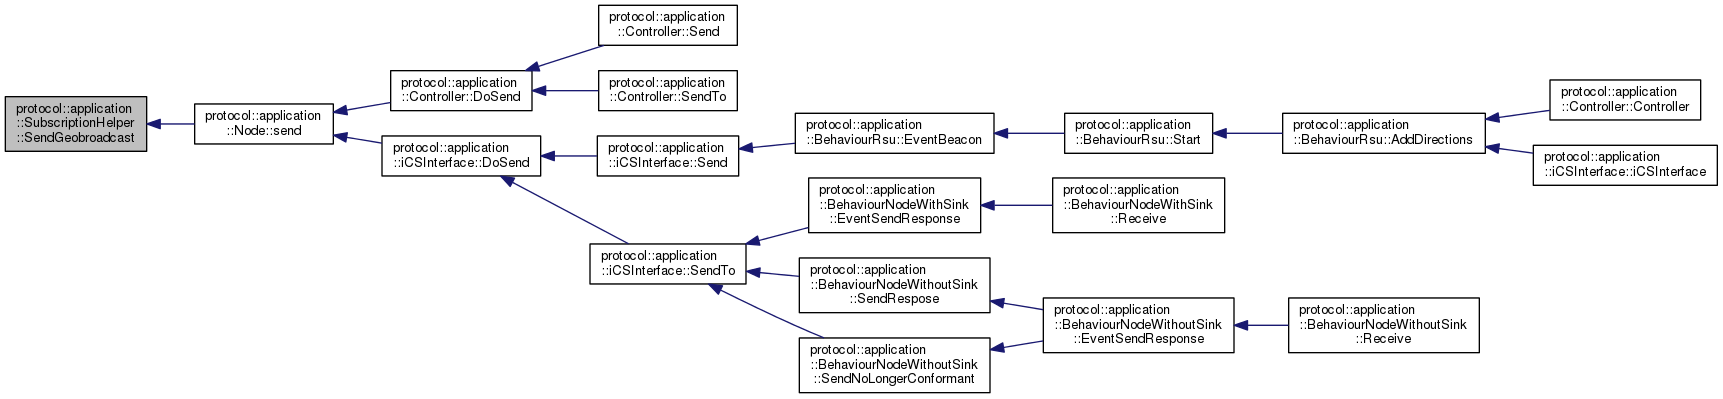 protocol::application
::SubscriptionHelper
::SendGeobroadcast
protocol::application
::Node::send
protocol::application
::Controller::DoSend
protocol::application
::Controller::Send
protocol::application
::Controller::SendTo
protocol::application
::iCSInterface::DoSend
protocol::application
::iCSInterface::Send
protocol::application
::BehaviourRsu::EventBeacon
protocol::application
::BehaviourRsu::Start
protocol::application
::BehaviourRsu::AddDirections
protocol::application
::Controller::Controller
protocol::application
::iCSInterface::iCSInterface
protocol::application
::iCSInterface::SendTo
protocol::application
::BehaviourNodeWithSink
::EventSendResponse
protocol::application
::BehaviourNodeWithSink
::Receive
protocol::application
::BehaviourNodeWithoutSink
::SendRespose
protocol::application
::BehaviourNodeWithoutSink
::EventSendResponse
protocol::application
::BehaviourNodeWithoutSink
::Receive
protocol::application
::BehaviourNodeWithoutSink
::SendNoLongerConformant